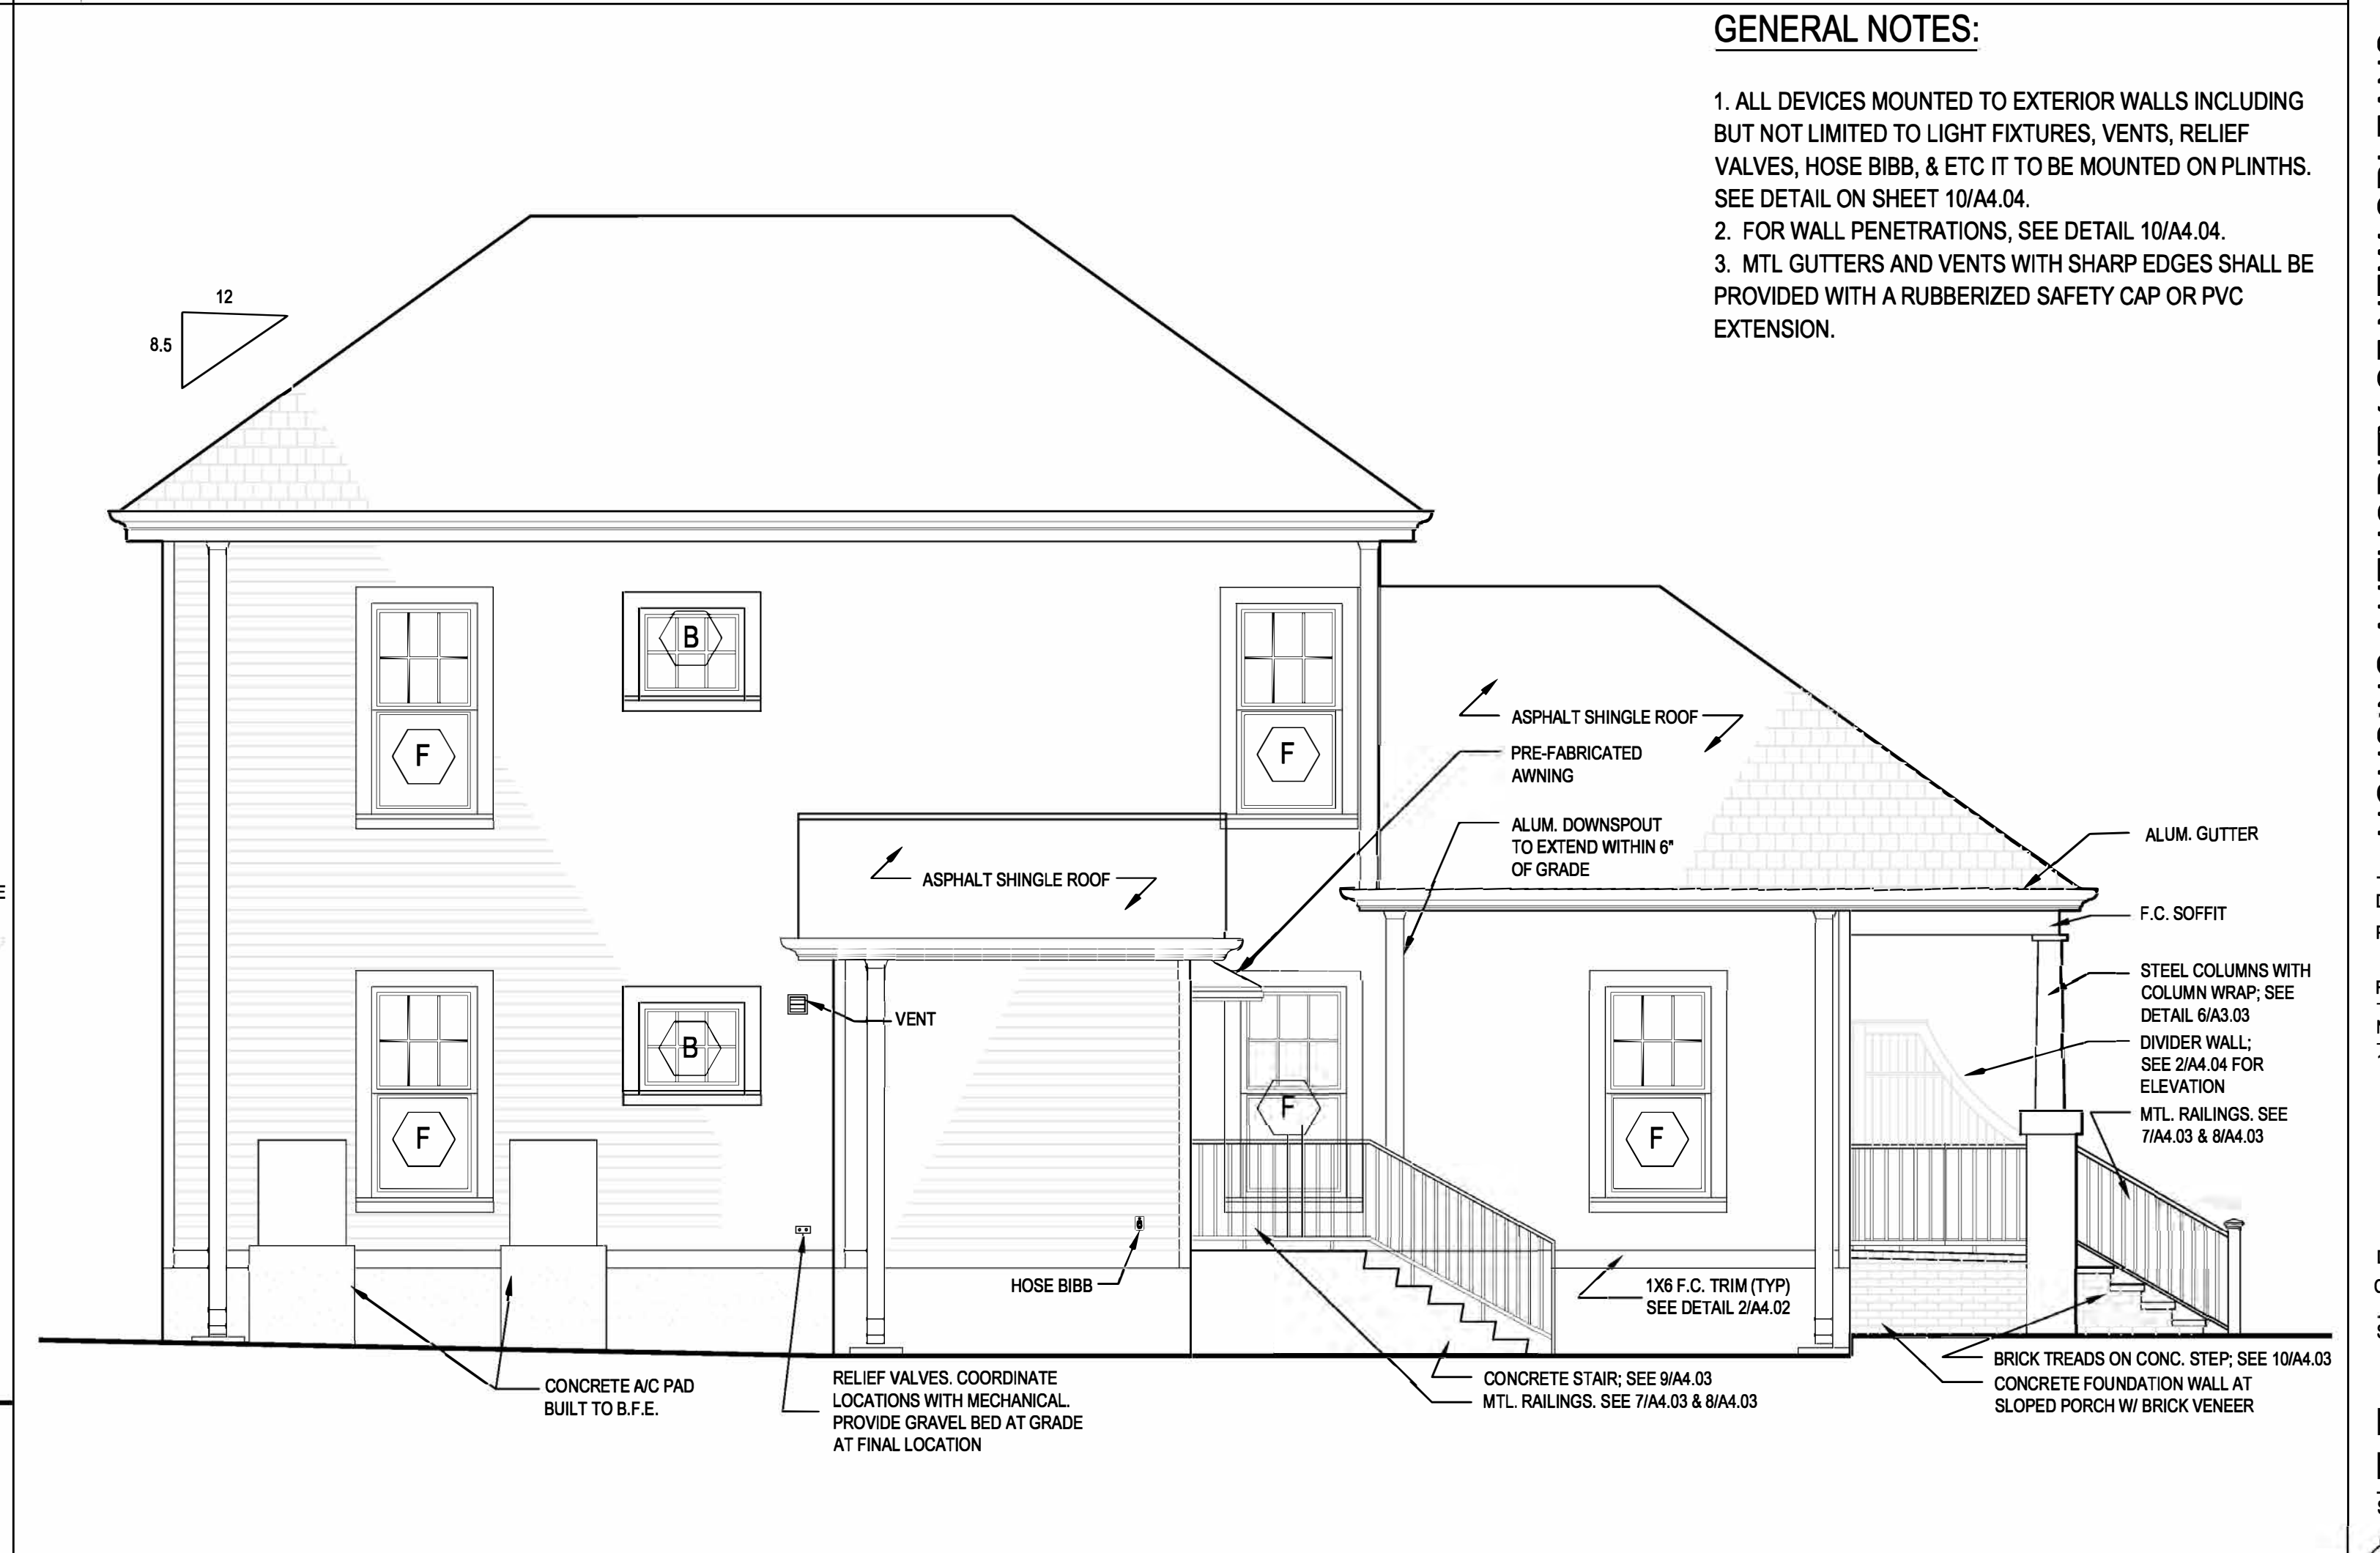 GENERAL NOTES:
1. ALL DEVICES MOUNTED TO EXTERIOR WALLS INCLUDING
BUT NOT LIMITED TO LIGHT FIXTURES, VENTS, RELIEF
VALVES, HOSE BIBB, & ETC IT TO BE MOUNTED ON PLINTHS.
SEE DETAIL ON SHEET 10/A4.04.
2. FOR WALL PENETRATIONS, SEE DETAIL 10/A4.04.
3. MTL GUTTERS AND VENTS WITH SHARP EDGES SHALL BE
PROVIDED WITH A RUBBERIZED SAFETY CAP OR PVC
EXTENSION.
12
8.5
B
F
F
ASPHALT SHINGLE ROOF
PRE-FABRICATED
AWNING
ALUM. DOWNSPOUT
TO EXTEND WITHIN 6"
OF GRADE
ALUM. GUTTER
ASPHALT SHINGLE ROOF
F.C. SOFFIT
STEEL COLUMNS WITH
COLUMN WRAP; SEE
DETAIL 6/A3.03
VENT
B
DIVIDER WALL;
SEE 2/A4.04 FOR
ELEVATION
F
F
F
MTL. RAILINGS. SEE
7/A4.03 & 8/A4.03
HOSE BIBB
1X6 F.C. TRIM (TYP)
SEE DETAIL 2/A4.02
CONCRETE A/C PAD
BUILT TO B.F.E.
RELIEF VALVES. COORDINATE
LOCATIONS WITH MECHANICAL.
PROVIDE GRAVEL BED AT GRADE
AT FINAL LOCATION
CONCRETE STAIR; SEE 9/A4.03
MTL. RAILINGS. SEE 7/A4.03 & 8/A4.03
BRICK TREADS ON CONC. STEP; SEE 10/A4.03
CONCRETE FOUNDATION WALL AT
SLOPED PORCH W/ BRICK VENEER